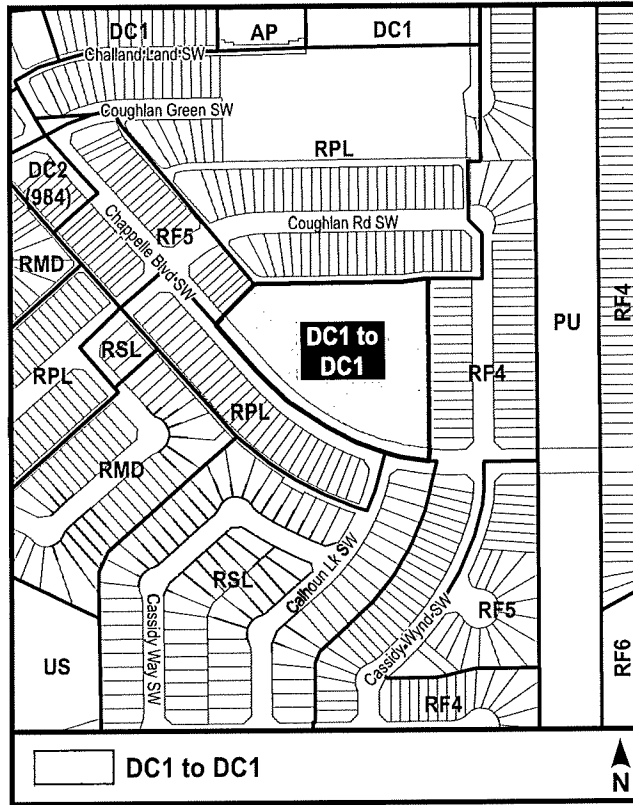 DC1
AP
DC1
Challand Land SW
Coughlan Green SW
RPL
DC2
(984)
Coughlan Rd SW
RF5
Chappelle Blvd SW
RMD
RF4
PU
DC1 to
DC1
RSL
RF4
RPL
RPL
RMD
Calhoun Lk SW
RSL
Cassidy Way SW
Cassidy Wynd SW
RF5
US
RF6
RF4
DC1 to DC1
N